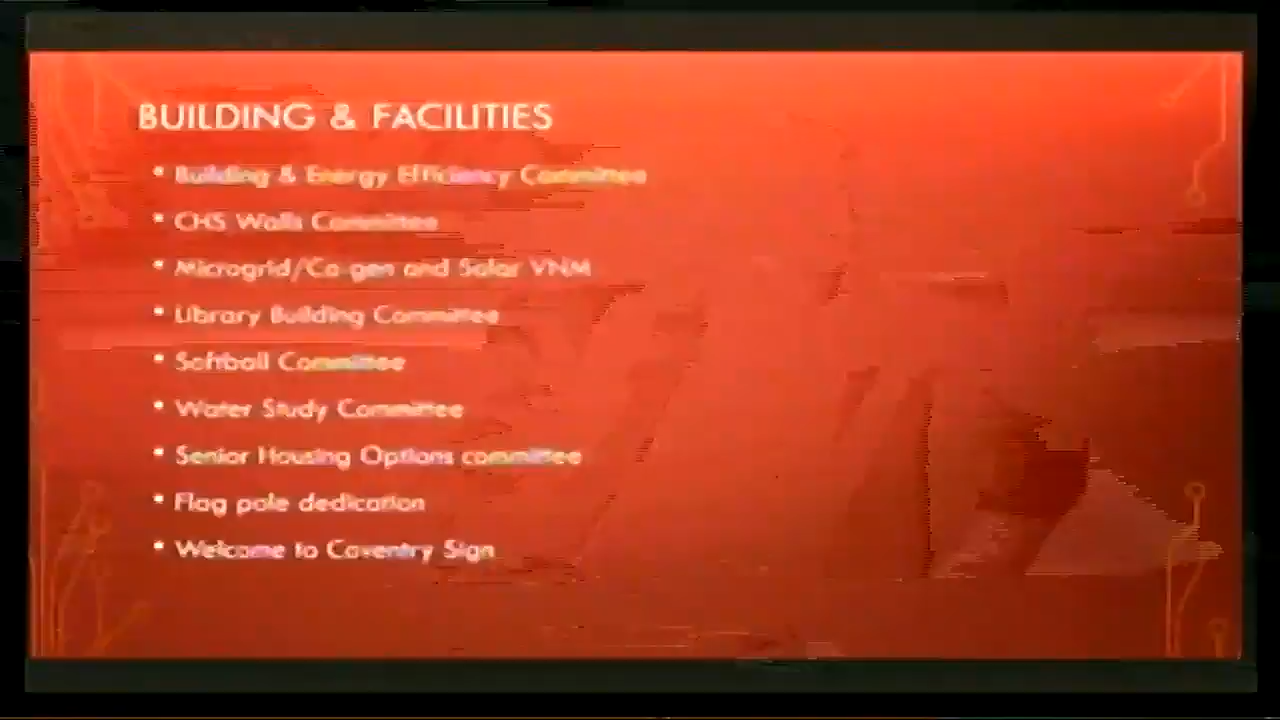 BUILDING & FACILITIES
• Building & Energy Efficiency Committee
• CHS Walls Committee
• Microgrid/Co-gen and Solar VNM
• Library Building Committee
• Softball Committee
• Water Study Committee
• Senior Housing Options committee
• Flag pole dedication
• Welcome to Coventry Sign